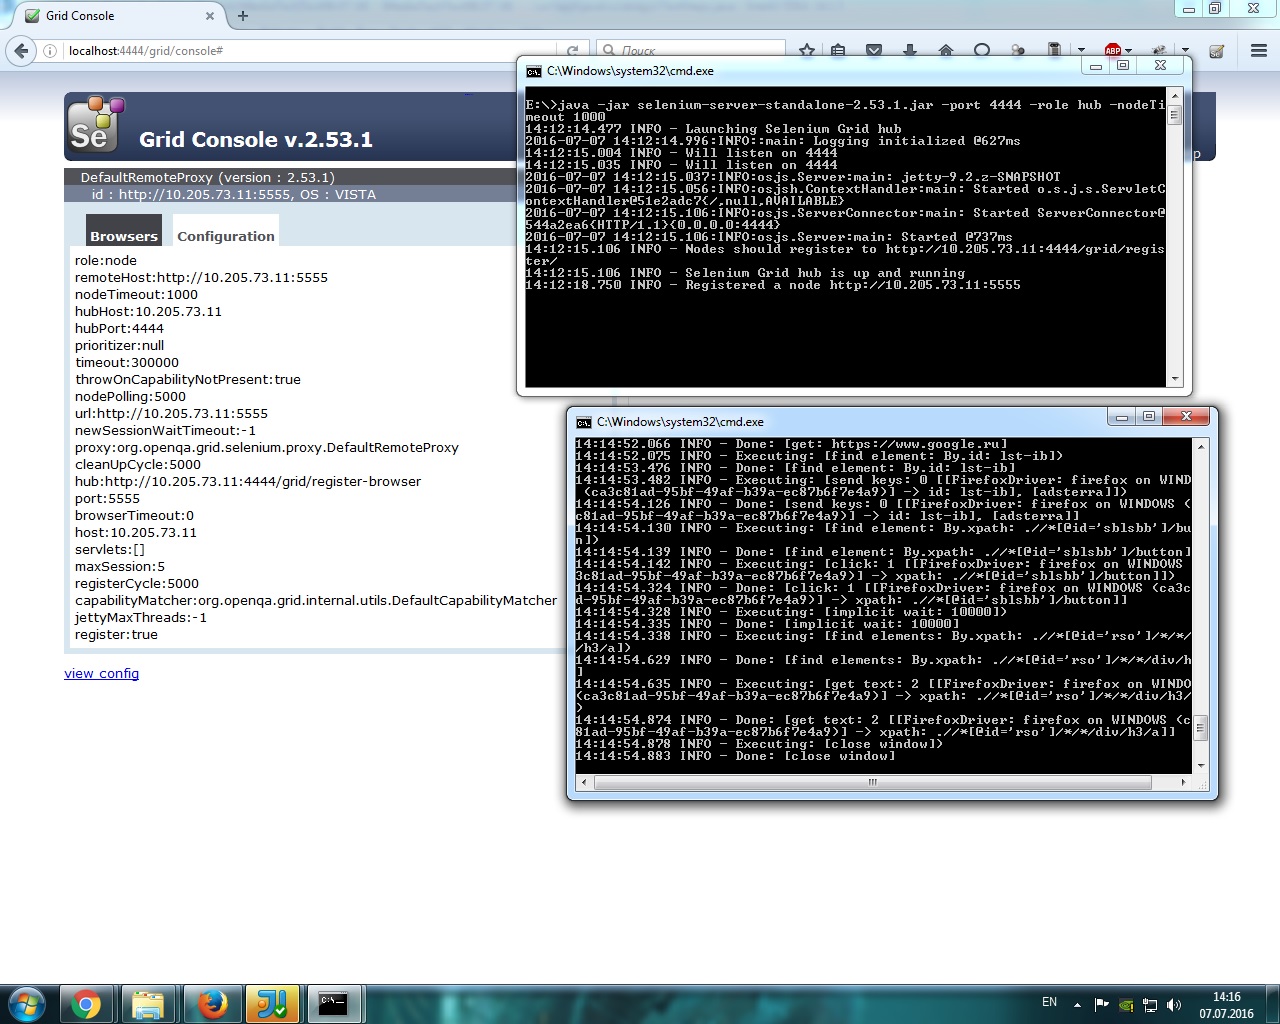 Grid Console
localhost:4444/grid/console#
Поиск
ABP
Se
Grid Console v.2.53.1
p
DefaultRemoteProxy (version : 2.53.1)
id : http://10.205.73.11:5555, OS : VISTA
Browsers
Configuration
role:node
remoteHost:http://10.205.73.11:5555
nodeTimeout:1000
hubHost:10.205.73.11
hubPort:4444
prioritizer:null
timeout:300000
throwOnCapabilityNotPresent:true
nodePolling:5000
url:http://10.205.73.11:5555
newSessionWaitTimeout:-1
proxy:org.openqa.grid.selenium.proxy.DefaultRemoteProxy
cleanUpCycle:5000
hub:http://10.205.73.11:4444/grid/register-browser
port:5555
browserTimeout:0
host:10.205.73.11
servlets:[]
maxSession:5
registerCycle:5000
capabilityMatcher:org.openqa.grid.internal.utils.DefaultCapabilityMatcher
jettyMaxThreads:-1
register:true
view config
C:\Windows\system32\cmd.exe
E:\>java -jar selenium-server-standalone-2.53.1.jar -port 4444 -role hub -nodeTi
meout 1000
14:12:14.477 INFO - Launching Selenium Grid hub
2016-07-07 14:12:14.996:INFO::main: Logging initialized @627ms
14:12:15.004 INFO - Will listen on 4444
14:12:15.035 INFO - Will listen on 4444
2016-07-07 14:12:15.037:INFO:osjs.Server:main: jetty-9.2.z-SNAPSHOT
2016-07-07 14:12:15.056:INFO:osjsh.ContextHandler:main: Started o.s.j.s.ServletC
ontextHandler@51e2adc7{/,null,AVAILABLE}
2016-07-07 14:12:15.106:INFO:osjs.ServerConnector:main: Started ServerConnector@
544a2ea6{HTTP/1.1}{0.0.0.0:4444}
2016-07-07 14:12:15.106:INFO:osjs.Server:main: Started @737ms
14:12:15.106 INFO - Nodes should register to http://10.205.73.11:4444/grid/regis
ter/
14:12:15.106 INFO - Selenium Grid hub is up and running
14:12:18.750 INFO - Registered a node http://10.205.73.11:5555
C:\Windows\system32\cmd.exe
14:14:52.066 INFO - Done: [get: https://www.google.ru]
14:14:52.075 INFO - Executing: [find element: By.id: lst-ib])
14:14:53.476 INFO - Done: [find element: By.id: lst-ib]
14:14:53.482 INFO - Executing: [send keys: 0 [[FirefoxDriver: firefox on WIND
(ca3c81ad-95bf-49af-b39a-ec87b6f7e4a9)] -> id: lst-ib], [adsterra]])
14:14:54.126 INFO - Done: [send keys: 0 [[FirefoxDriver: firefox on WINDOWS (
c81ad-95bf-49af-b39a-ec87b6f7e4a9)] -> id: lst-ib], [adsterra]]
14:14:54.130 INFO - Executing: [find element: By.xpath: .//*[@id='sblsbb']/bu
n])
14:14:54.139 INFO - Done: [find element: By.xpath: .//*[@id='sblsbb']/button]
14:14:54.142 INFO - Executing: [click: 1 [[FirefoxDriver: firefox on WINDOWS
3c81ad-95bf-49af-b39a-ec87b6f7e4a9)] -> xpath: .//*[@id='sblsbb']/button]])
14:14:54.324 INFO - Done: [click: 1 [[FirefoxDriver: firefox on WINDOWS (ca3c
d-95bf-49af-b39a-ec87b6f7e4a9)] -> xpath: .//*[@id='sblsbb']/button]]
14:14:54.328 INFO - Executing: [implicit wait: 10000])
14:14:54.335 INFO - Done: [implicit wait: 10000]
14:14:54.338 INFO - Executing: [find elements: By.xpath: .//*[@id='rso']/*/*/
/h3/a])
14:14:54.629 INFO - Done: [find elements: By.xpath: .//*[@id='rso']/*/*/div/h
]
14:14:54.635 INFO - Executing: [get text: 2 [[FirefoxDriver: firefox on WINDO
(ca3c81ad-95bf-49af-b39a-ec87b6f7e4a9)] -> xpath: .//*[@id='rso']/*/*/div/h3/
)
14:14:54.874 INFO - Done: [get text: 2 [[FirefoxDriver: firefox on WINDOWS (c
81ad-95bf-49af-b39a-ec87b6f7e4a9)] -> xpath: .//*[@id='rso']/*/*/div/h3/a]]
14:14:54.878 INFO - Executing: [close window])
14:14:54.883 INFO - Done: [close window]
EN
14:16
07.07.2016